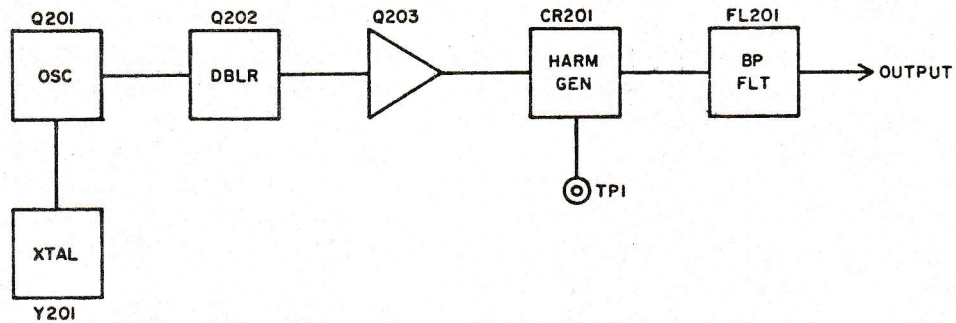 Q201
Q202
Q203
CR201
FL201
OSC
DBLR
HARM
GEN
BP
FLT
OUTPUT
TP1
XTAL
Y201